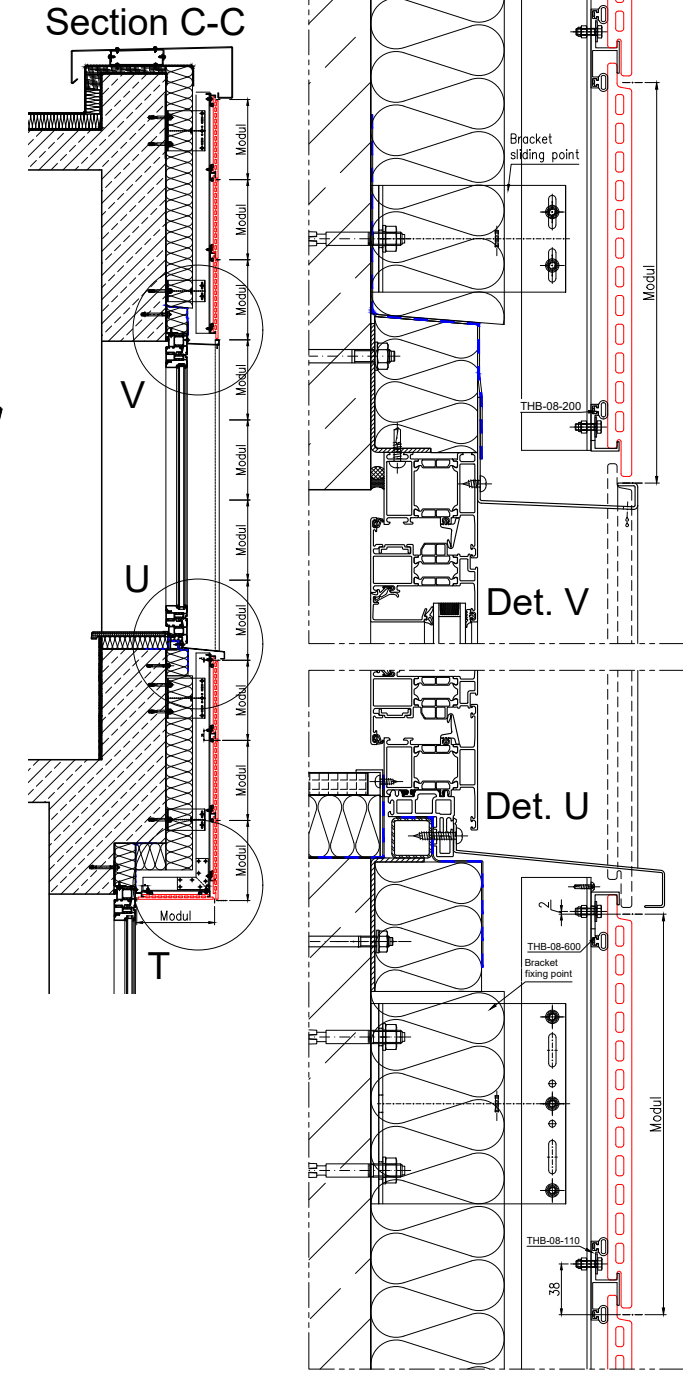 Section C-C
Modul
Modul
Modul
V
Modul
Modul
Modul
U
Modul
Modul
Modul
Modul
Modul
T
Bracket
sliding point
Modul
THB-08-200
Det. V
Det. U
2
THB-08-600
Bracket
fixing point
Modul
THB-08-110
38